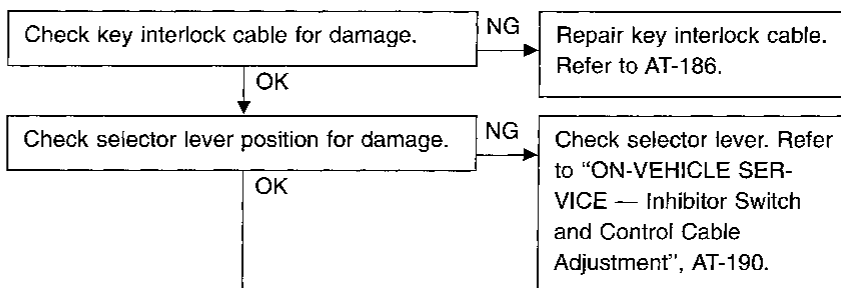 Check key interlock cable for damage.
NG
Repair key interlock cable.
Refer to AT-186.
OK
Check selector lever position for damage.
NG
Check selector lever. Refer
to “ON-VEHICLE SER-
VICE — Inhibitor Switch
and Control Cable
Adjustment”, AT-190.
OK